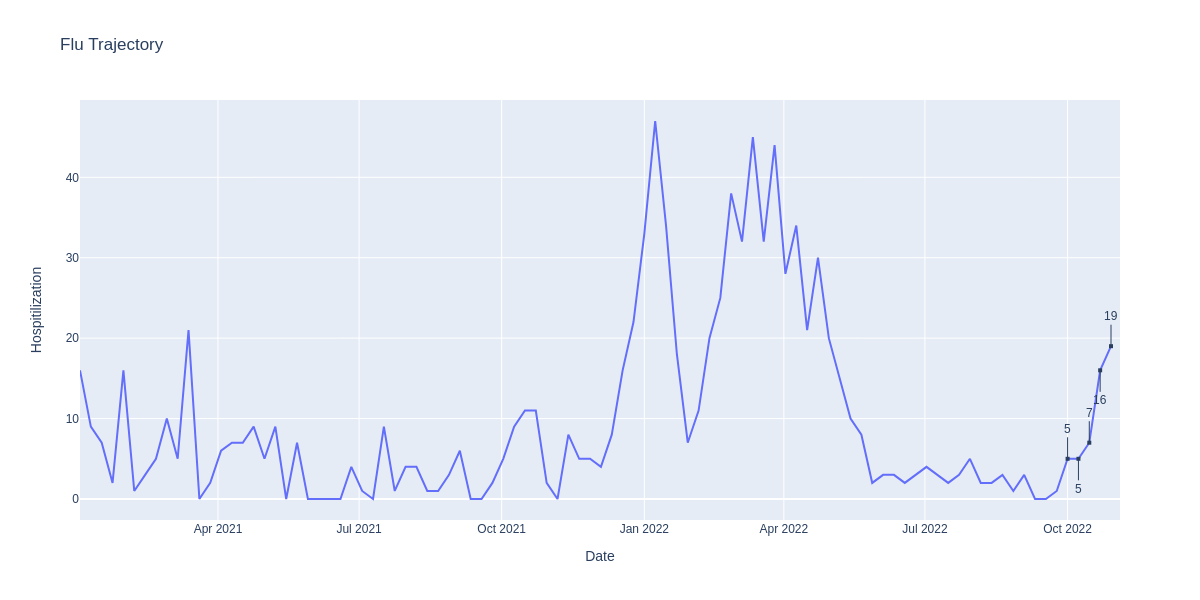 Flu Trajectory
Hospitilization
40
30
20
10
0
19
16
7
5
5
Apr 2021
Jul 2021
Oct 2021
Jan 2022
Apr 2022
Jul 2022
Oct 2022
Date